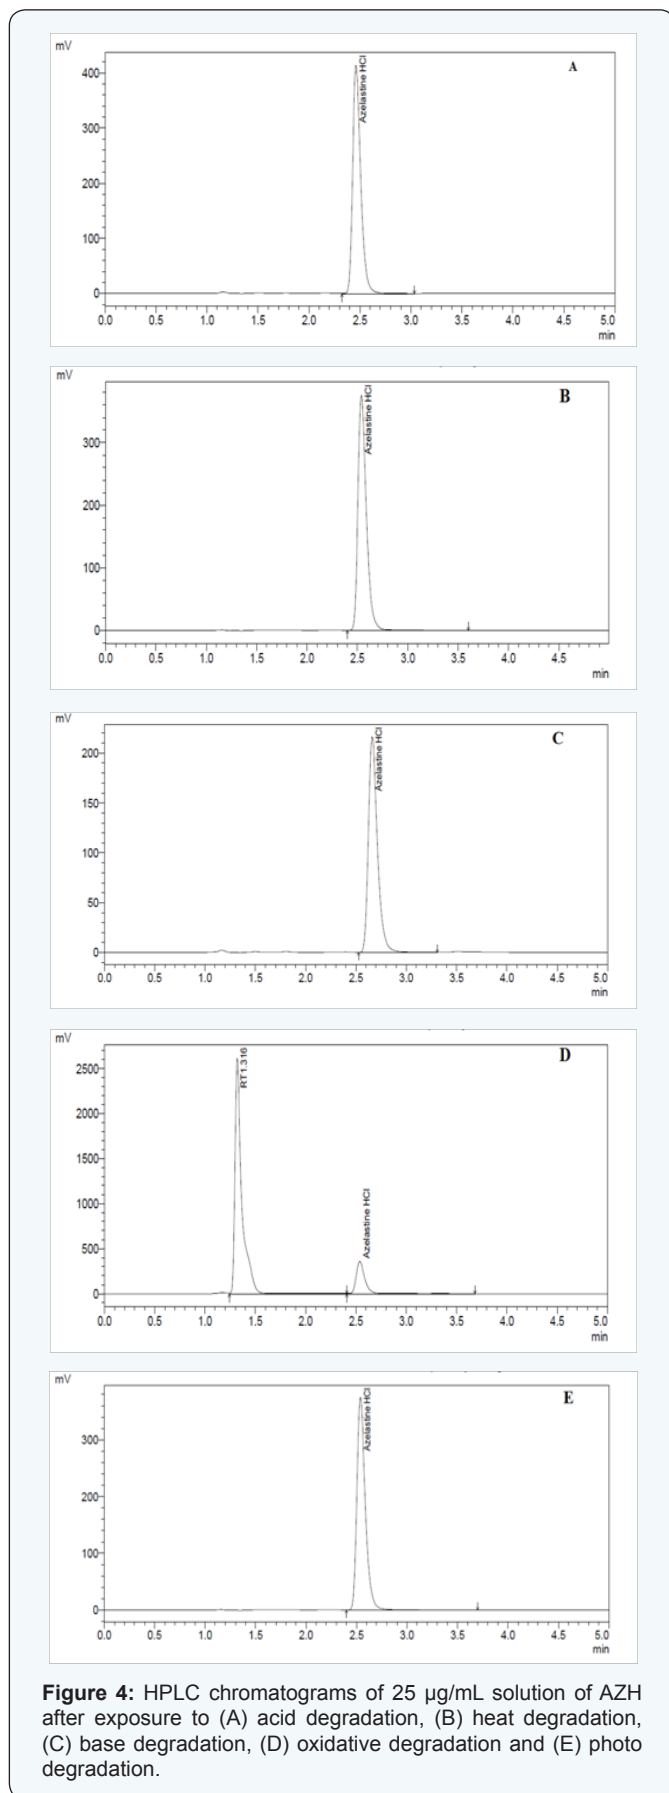 mV
A
Azelastine HCl
400
300
200
100
0
0.0 0.5 1.0 1.5 2.0 2.5 3.0 3.5 4.0 4.5 5.0
min
mV
B
Azelastine HCl
300
200
100
0
0.0 0.5 1.0 1.5 2.0 2.5 3.0 3.5 4.0 4.5
min
mV
C
Azelastine HCl
200
150
100
50
0
0.0 0.5 1.0 1.5 2.0 2.5 3.0 3.5 4.0 4.5 5.0
min
mV
D
RT1.316
Azelastine HCl
2500
2000
1500
1000
500
0
0.0 0.5 1.0 1.5 2.0 2.5 3.0 3.5 4.0 4.5 5.0
min
mV
E
Azelastine HCl
300
200
100
0
0.0 0.5 1.0 1.5 2.0 2.5 3.0 3.5 4.0 4.5 5.0
min
Figure 4: HPLC chromatograms of 25 µg/mL solution of AZH
after exposure to (A) acid degradation, (B) heat degradation,
(C) base degradation, (D) oxidative degradation and (E) photo
degradation.